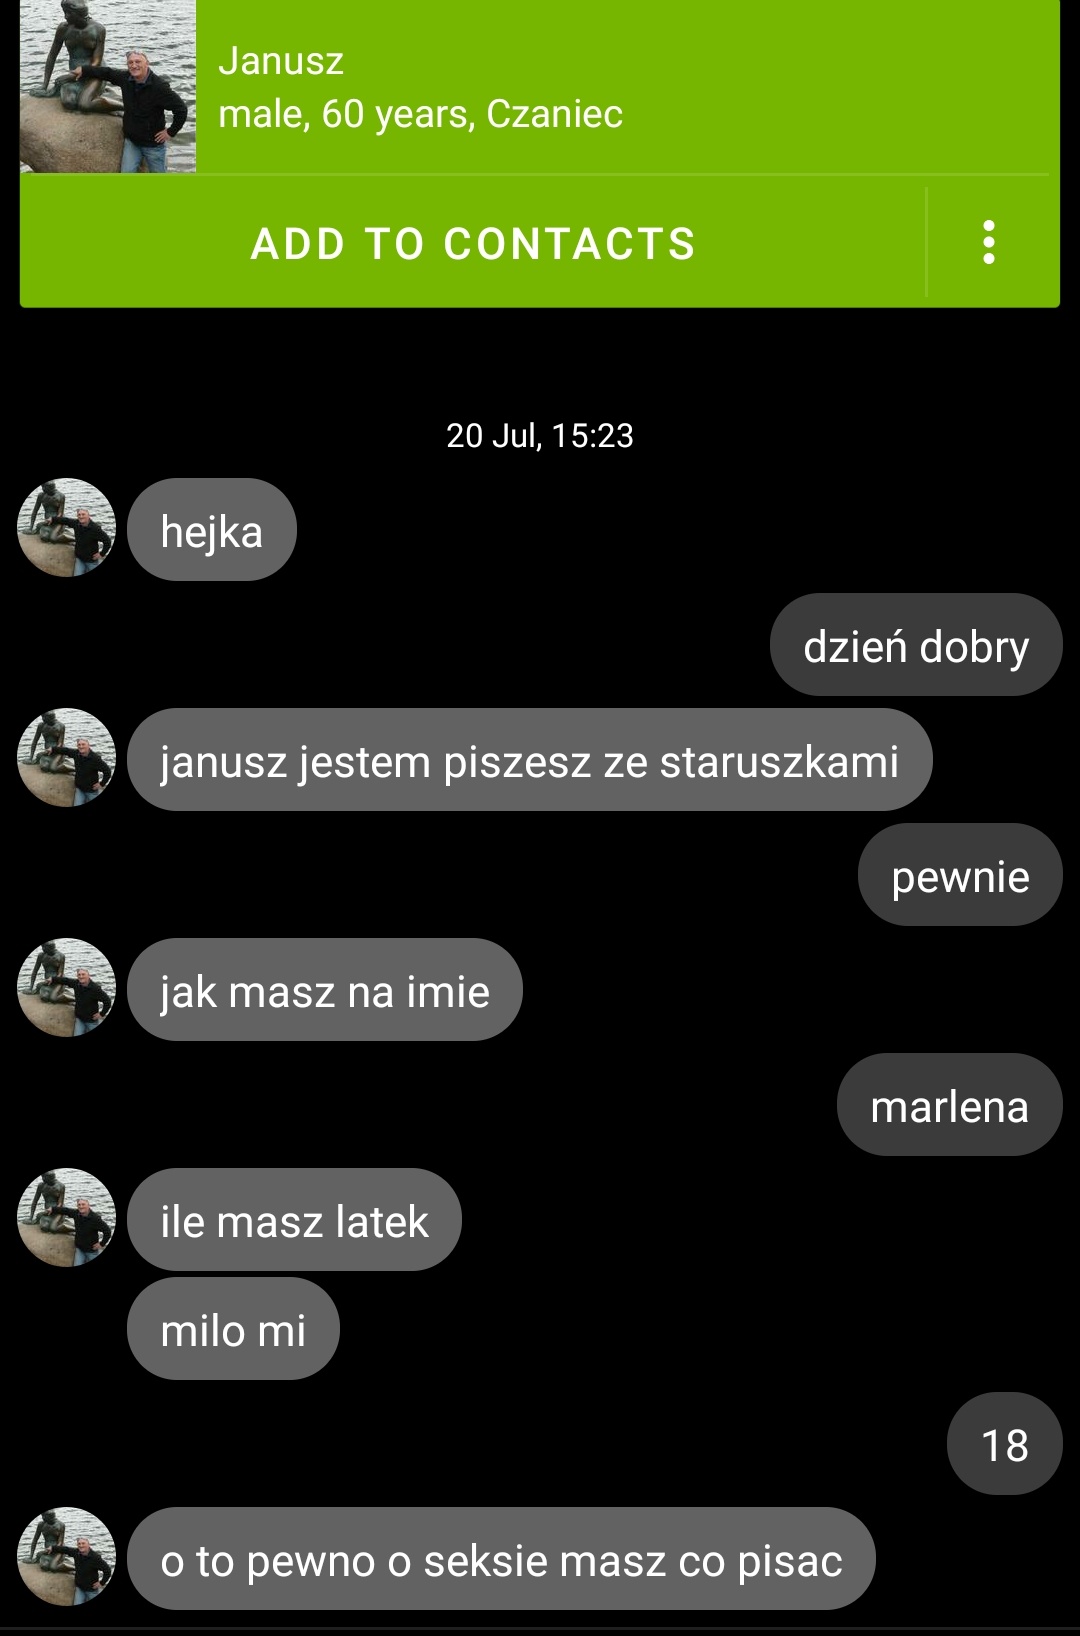 Janusz
male, 60 years, Czaniec
ADD TO CONTACTS
20 Jul, 15:23
hejka
dzień dobry
janusz jestem piszesz ze staruszkami
pewnie
jak masz na imie
marlena
ile masz latek
milo mi
18
o to pewno o seksie masz co pisac